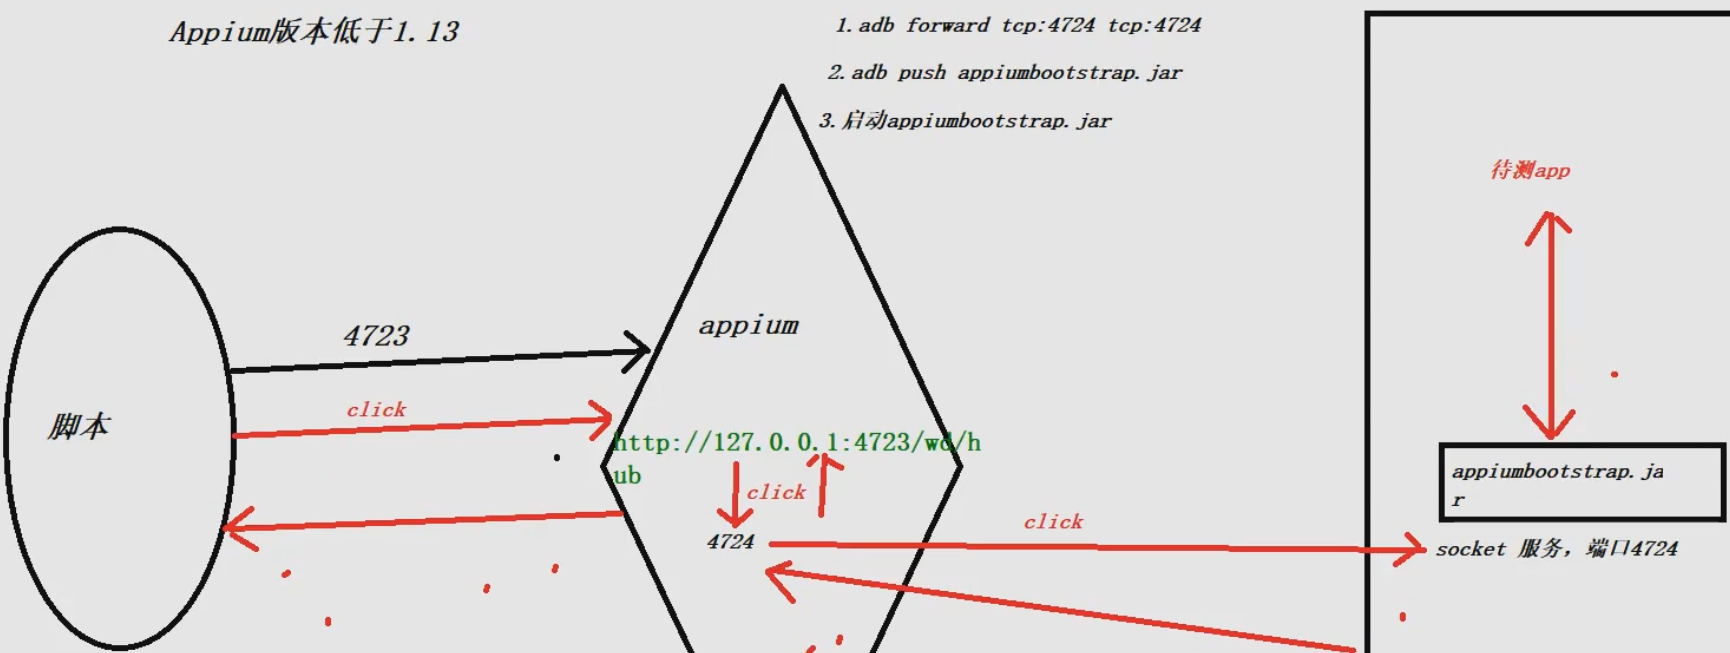 Appium版本低于1.13
1.adb forward tcp:4724 tcp:4724
2.adb push appiumbootstrap.jar
3.启动appiumbootstrap.jar
待测app
4723
appium
click
脚本
http://127.0.0.1:4723/wd/h
ub
click
4724
click
appiumbootstrap.ja
r
socket 服务，端口4724